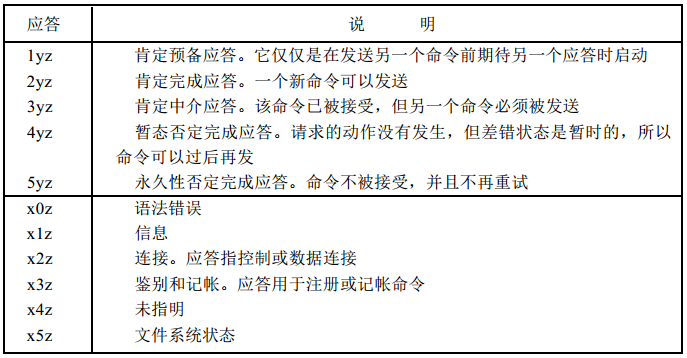 应答 说 明
1yz 肯定预备应答。它仅仅是在发送另一个命令前期待另一个应答时启动
2yz 肯定完成应答。一个新命令可以发送
3yz 肯定中介应答。该命令已被接受，但另一个命令必须被发送
4yz 暂态否定完成应答。请求的动作没有发生，但差错状态是暂时的，所以
命令可以过后再发
5yz 永久性否定完成应答。命令不被接受，并且不再重试
x0z 语法错误
x1z 信息
x2z 连接。应答指控制或数据连接
x3z 鉴别和记帐。应答用于注册或记帐命令
x4z 未指明
x5z 文件系统状态